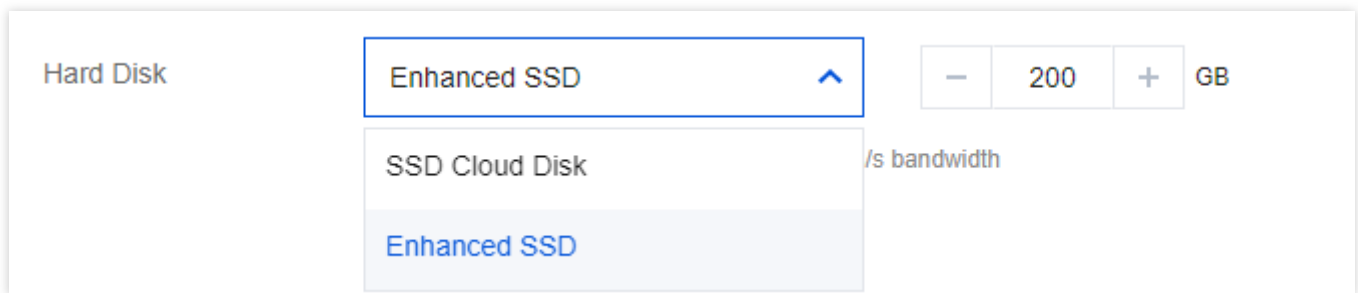 Hard Disk Enhanced SSD − 200 + GB
SSD Cloud Disk /s bandwidth
Enhanced SSD